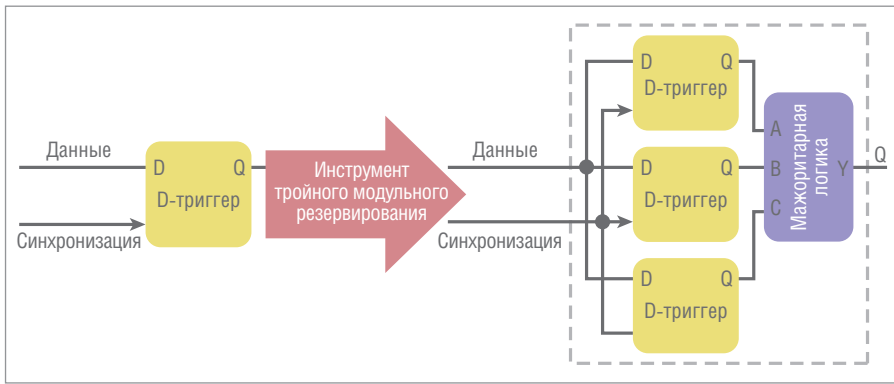 Данные
Синхронизация
D Q
D-триггер
Инструмент
тройного модульного
резервирования
Данные
Синхронизация
D Q
D-триггер
D Q
D-триггер
D Q
D-триггер
A
B
C
Мажоритарная
логика
Y
Q